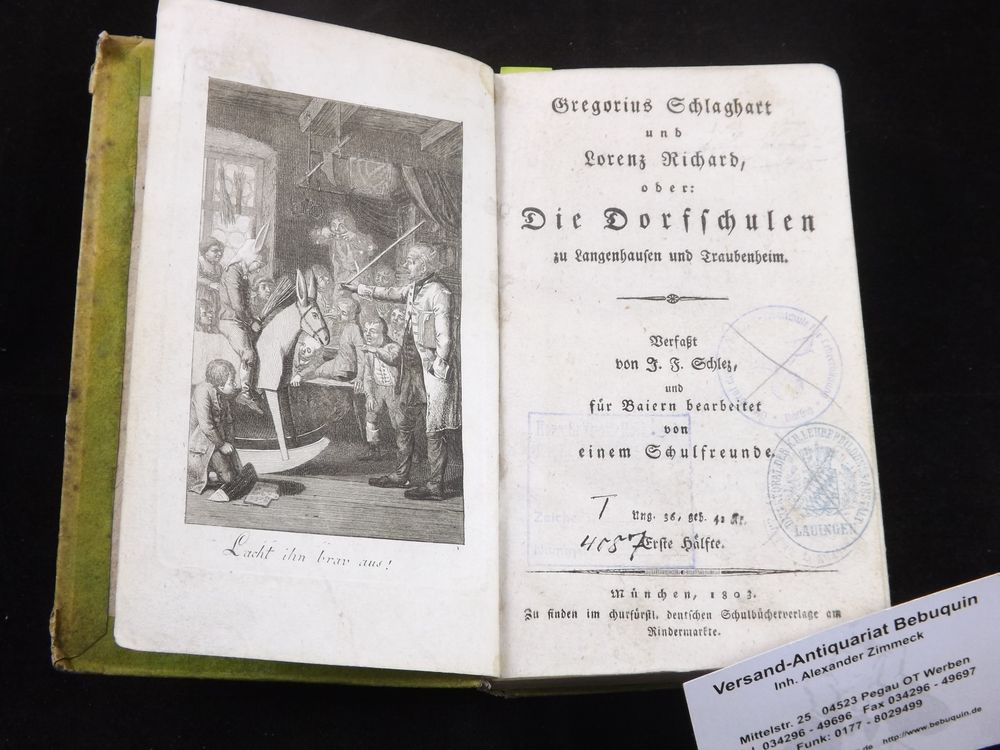 Lacht ihn brav aus!
Gregorius Schlaghart
und
Lorenz Richard,
oder:
Die Dorfschulen
zu Langenhausen und Traubenheim.
Verfaßt
von J. F. Schlez,
und
für Baiern bearbeitet
von
einem Schulfreunde.
T
Ung. 36, geb. 42 Kr.
4057
Erste Hälfte.
LAUINGEN
München, 1803.
Zu finden im churfürstl. deutschen Schulbücherverlage am
Rindermarkte.
Versand-Antiquariat Bebuquin
Inh. Alexander Zimmeck
Mittelstr. 25 04523 Pegau OT Werben
034296 - 49696 Fax 034296 - 49697
Funk: 0177 - 8029499
http://www.bebuquin.de